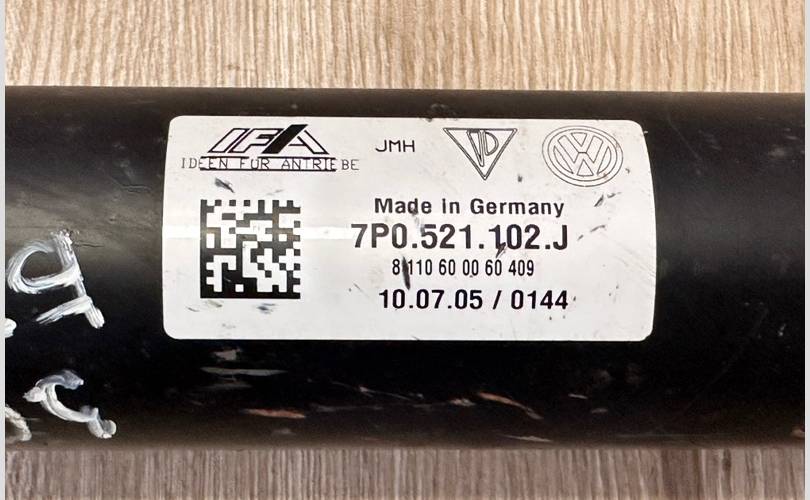 IFA
IDEEN FÜR ANTRIEBE
JMH
VW
Made in Germany
7P0.521.102.J
8 110 60 00 60 409
10.07.05 / 0144